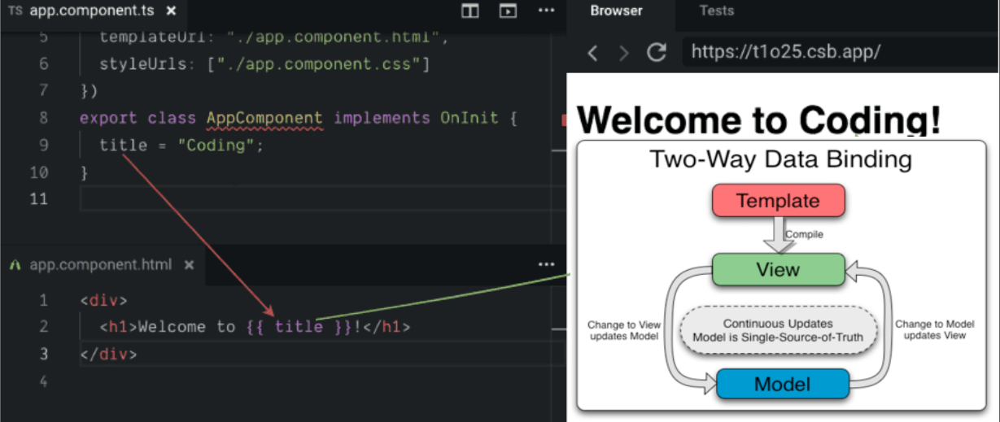 TS app.component.ts ×
5 templateUrl: "./app.component.html",
6 styleUrls: ["./app.component.css"]
7 })
8 export class AppComponent implements OnInit {
9 title = "Coding";
10 }
11
app.component.html ×
1 <div>
2 <h1>Welcome to {{ title }}!</h1>
3 </div>
4
Browser Tests
https://t1o25.csb.app/
Welcome to Coding!
Two-Way Data Binding
Template
Compile
View
Change to View
updates Model
Continuous Updates
Model is Single-Source-of-Truth
Change to Model
updates View
Model